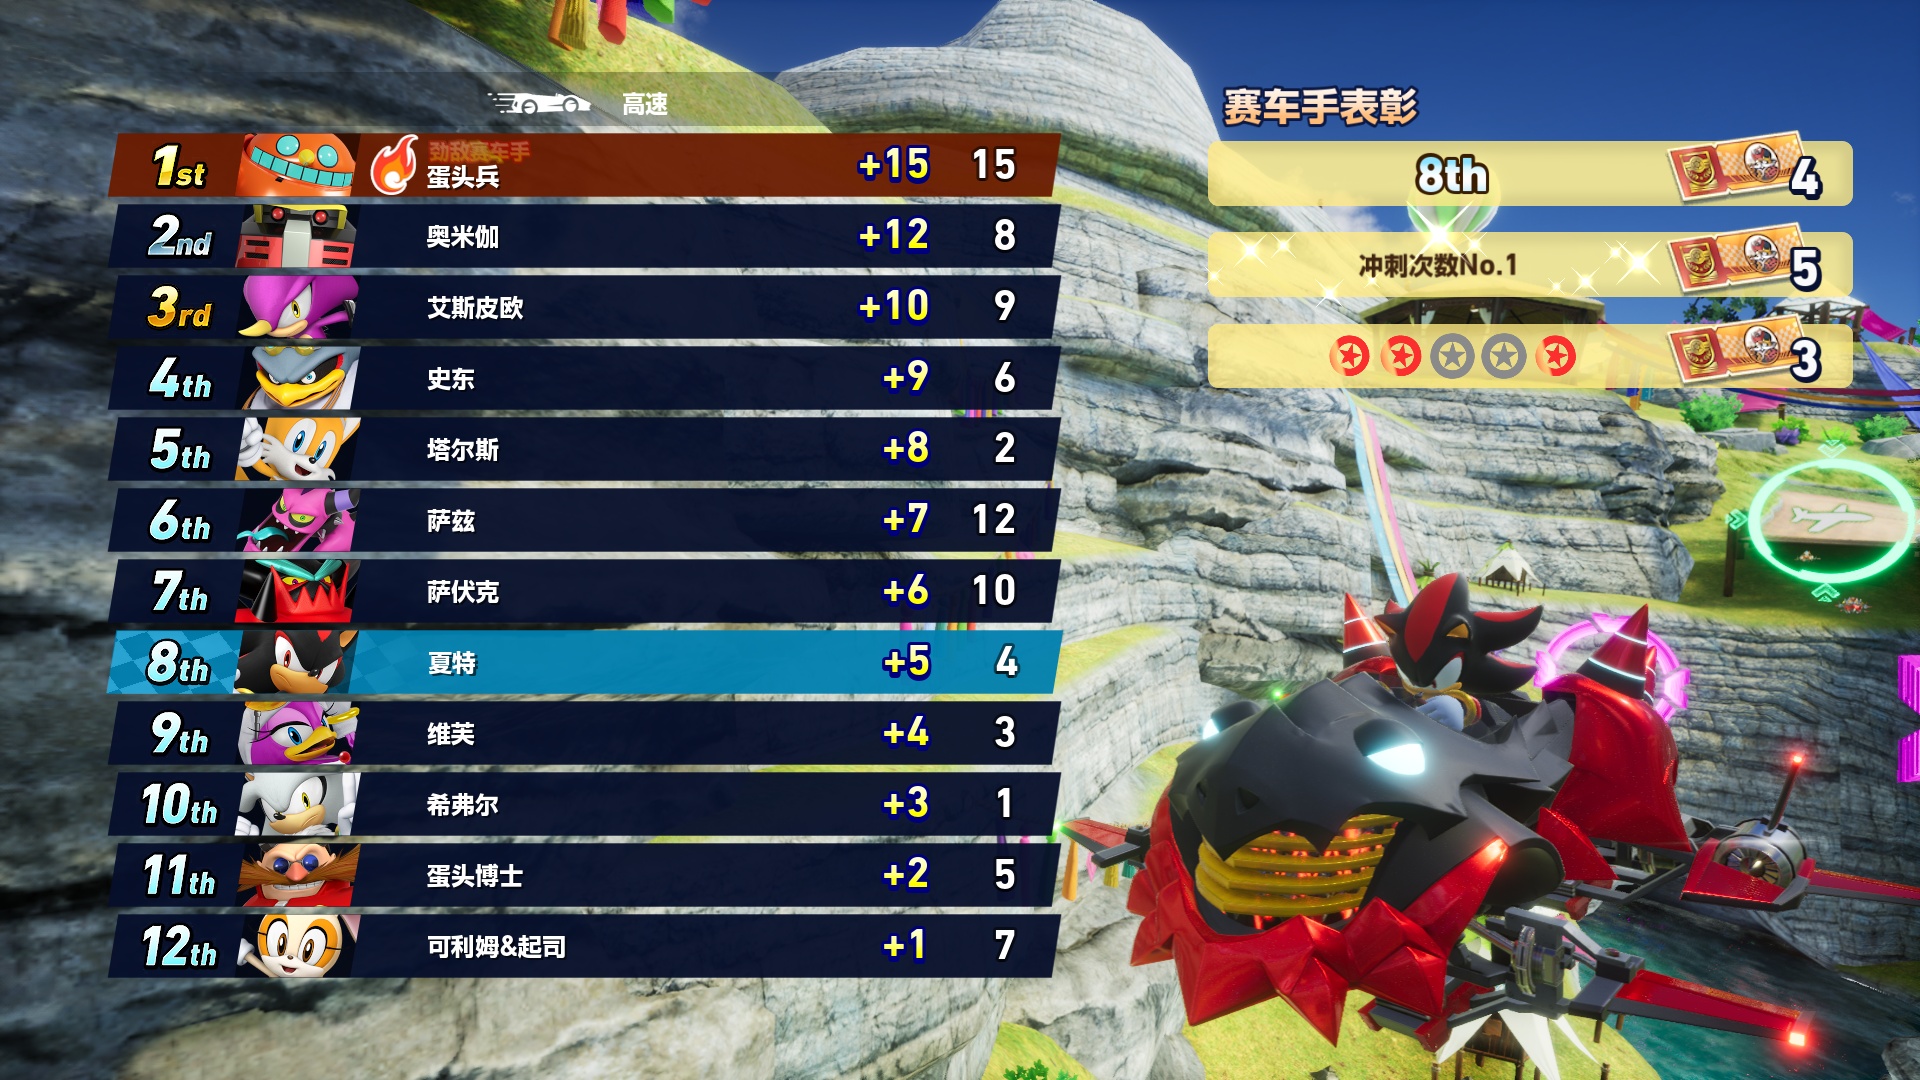 高速
1st 劲敌赛车手
蛋头兵 +15 15
2nd 奥米伽 +12 8
3rd 艾斯皮欧 +10 9
4th 史东 +9 6
5th 塔尔斯 +8 2
6th 萨兹 +7 12
7th 萨伏克 +6 10
8th 夏特 +5 4
9th 维芙 +4 3
10th 希弗尔 +3 1
11th 蛋头博士 +2 5
12th 可利姆&起司 +1 7
赛车手表彰
8th 4
冲刺次数No.1 5
3